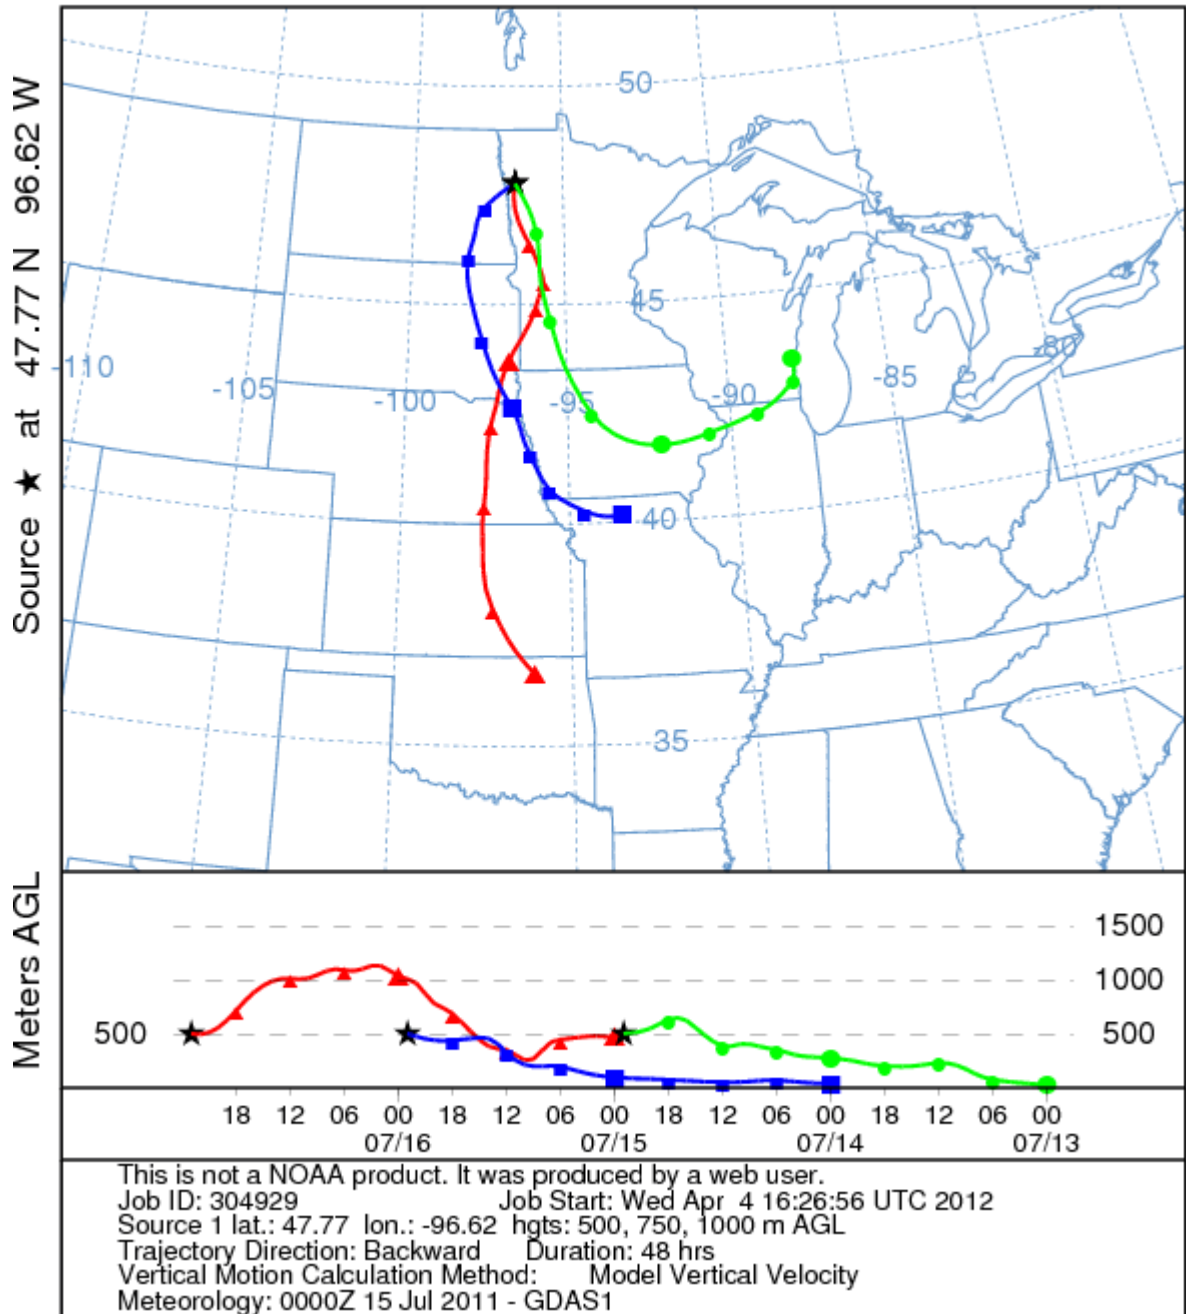 Source ★ at 47.77 N 96.62 W
50
45
-110
-105
-100
-95
-90
-85
-80
40
35
Meters AGL
1500
1000
500
500
18 12 06 00 18 12 06 00 18 12 06 00 18 12 06 00
07/16 07/15 07/14 07/13
This is not a NOAA product. It was produced by a web user.
Job ID: 304929 Job Start: Wed Apr 4 16:26:56 UTC 2012
Source 1 lat.: 47.77 lon.: -96.62 hgts: 500, 750, 1000 m AGL
Trajectory Direction: Backward Duration: 48 hrs
Vertical Motion Calculation Method: Model Vertical Velocity
Meteorology: 0000Z 15 Jul 2011 - GDAS1